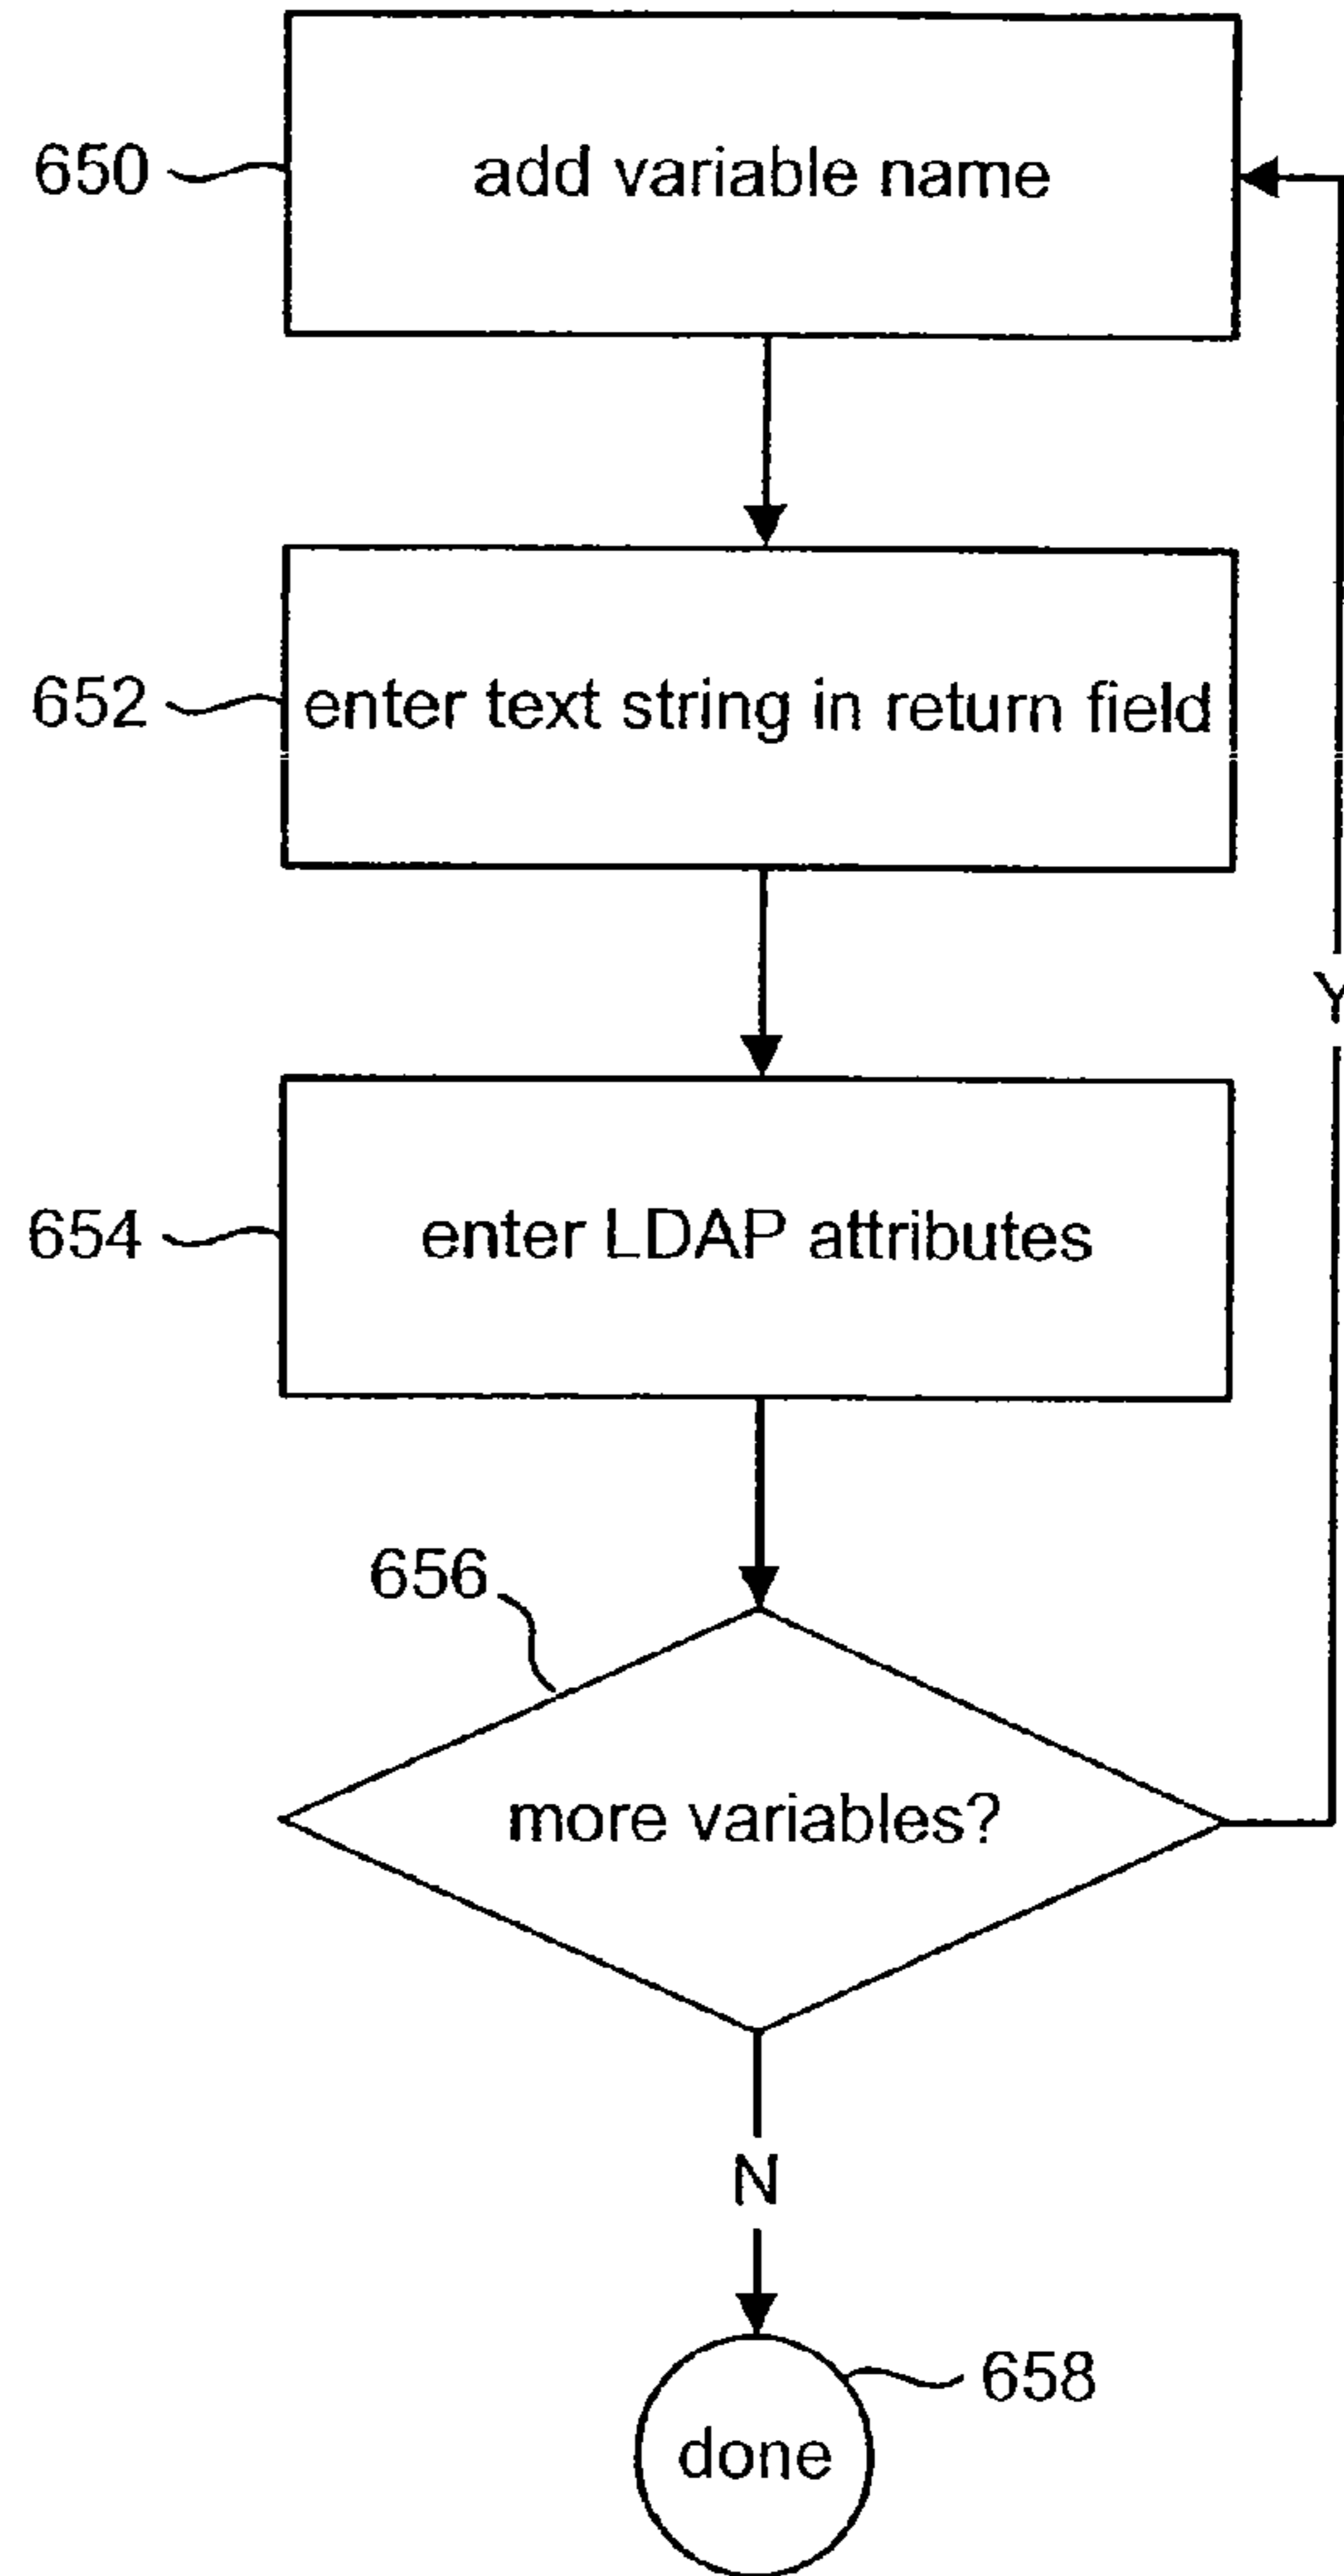 650
add variable name
652
enter text string in return field
Y
654
enter LDAP attributes
656
more variables?
N
658
done